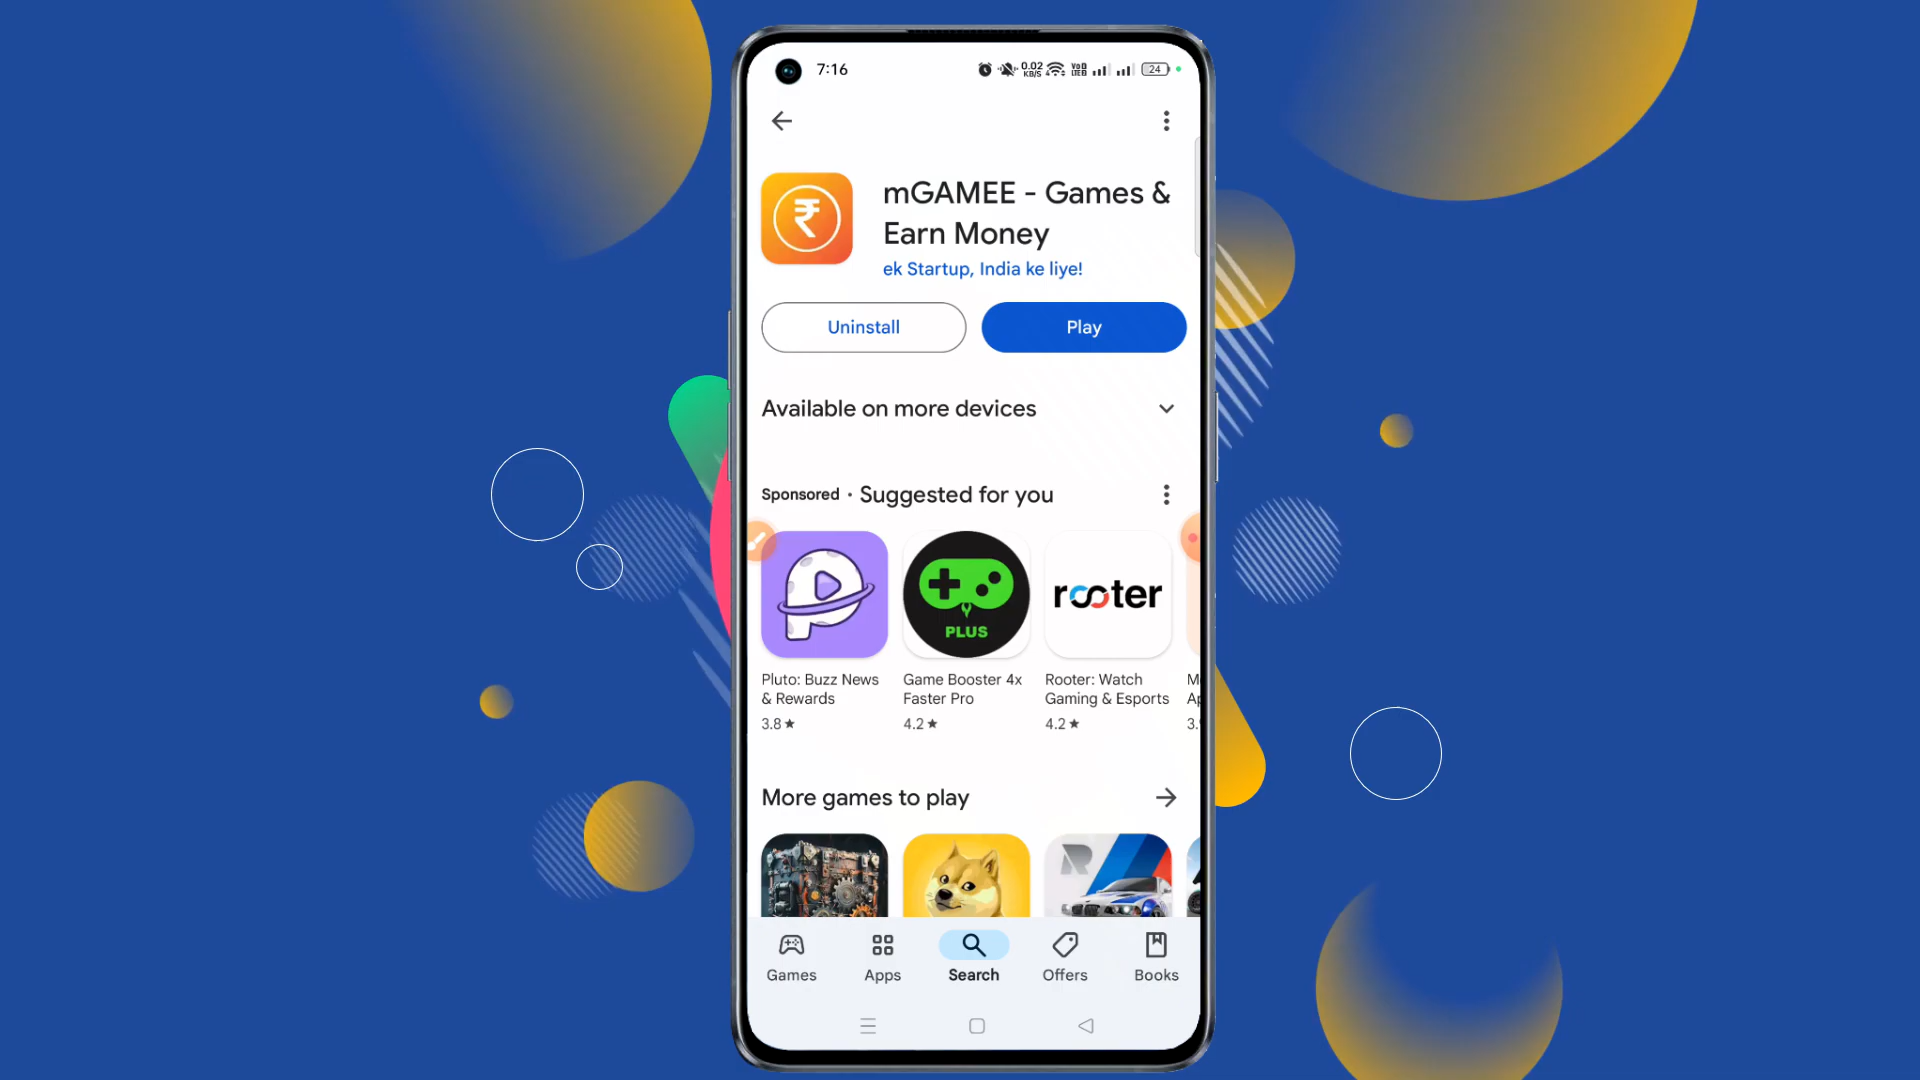 7:16
0.02
KB/S
24
mGAMEE - Games &
Earn Money
ek Startup, India ke liye!
Uninstall
Play
Available on more devices
Sponsored · Suggested for you
PLUS
rooter
Pluto: Buzz News
& Rewards
3.8★
Game Booster 4x
Faster Pro
4.2★
Rooter: Watch
Gaming & Esports
4.2★
More games to play
R
Games
Apps
Search
Offers
Books